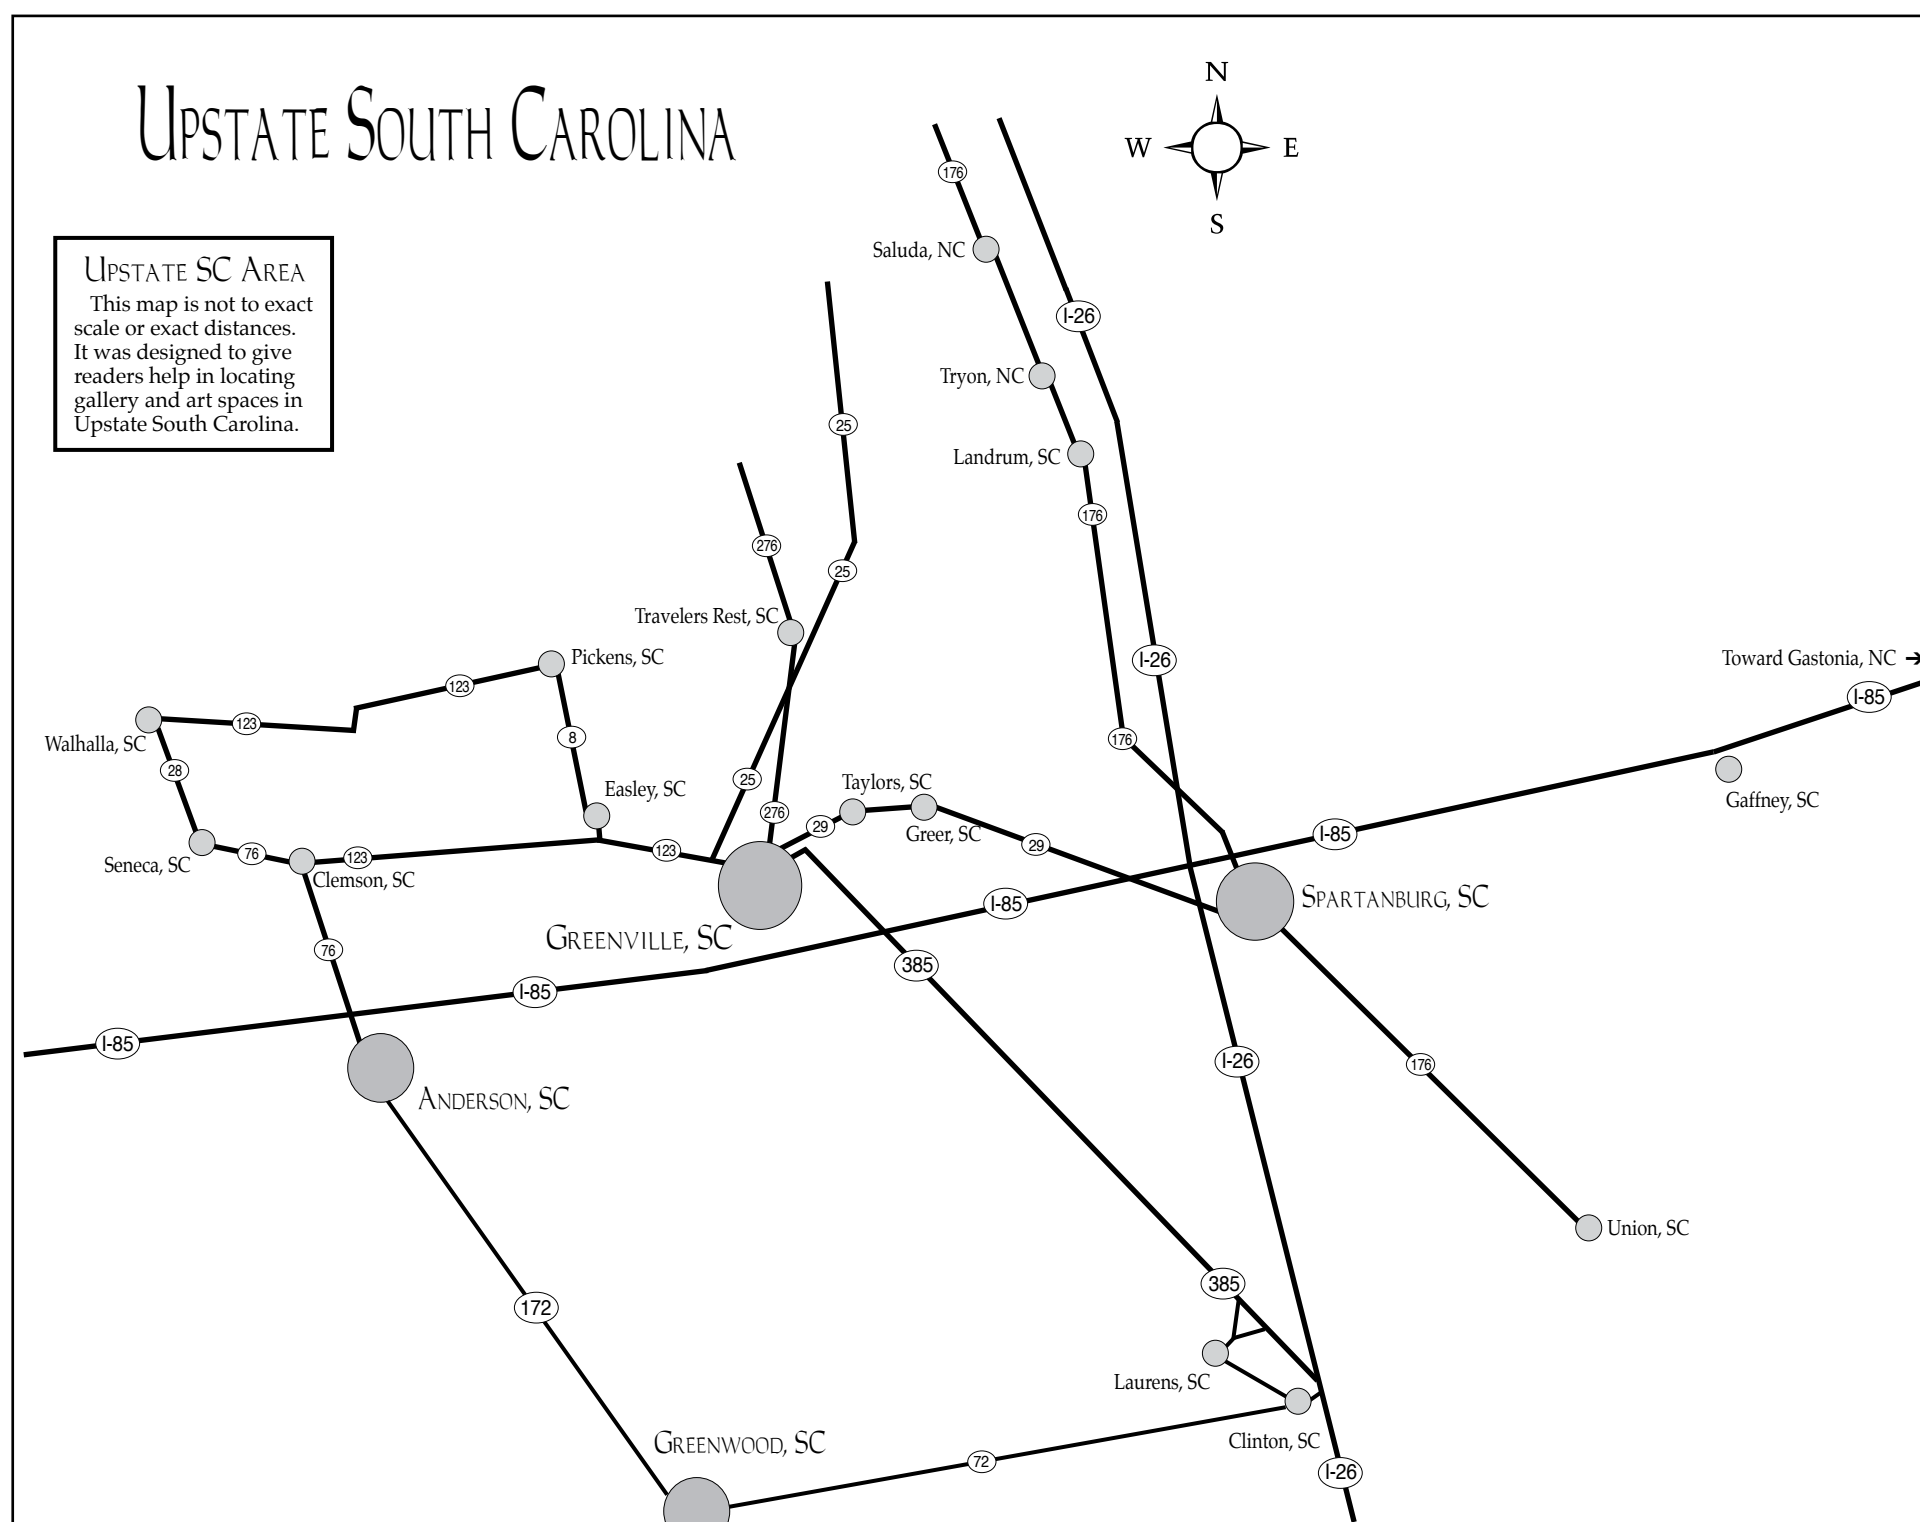 UPSTATE SOUTH CAROLINA
N
W E
S
176
Saluda, NC
UPSTATE SC AREA
This map is not to exact
scale or exact distances.
It was designed to give
readers help in locating
gallery and art spaces in
Upstate South Carolina.
I-26
Tryon, NC
25
Landrum, SC
176
276
25
Travelers Rest, SC
Pickens, SC
I-26
Toward Gastonia, NC →
123
I-85
123
Walhalla, SC
8
176
28
25
Easley, SC
Taylors, SC
Gaffney, SC
276
29
Greer, SC
I-85
29
Seneca, SC
76
123
123
Clemson, SC
SPARTANBURG, SC
I-85
GREENVILLE, SC
76
385
I-85
I-85
I-26
176
ANDERSON, SC
Union, SC
385
172
Laurens, SC
GREENWOOD, SC
Clinton, SC
72
I-26